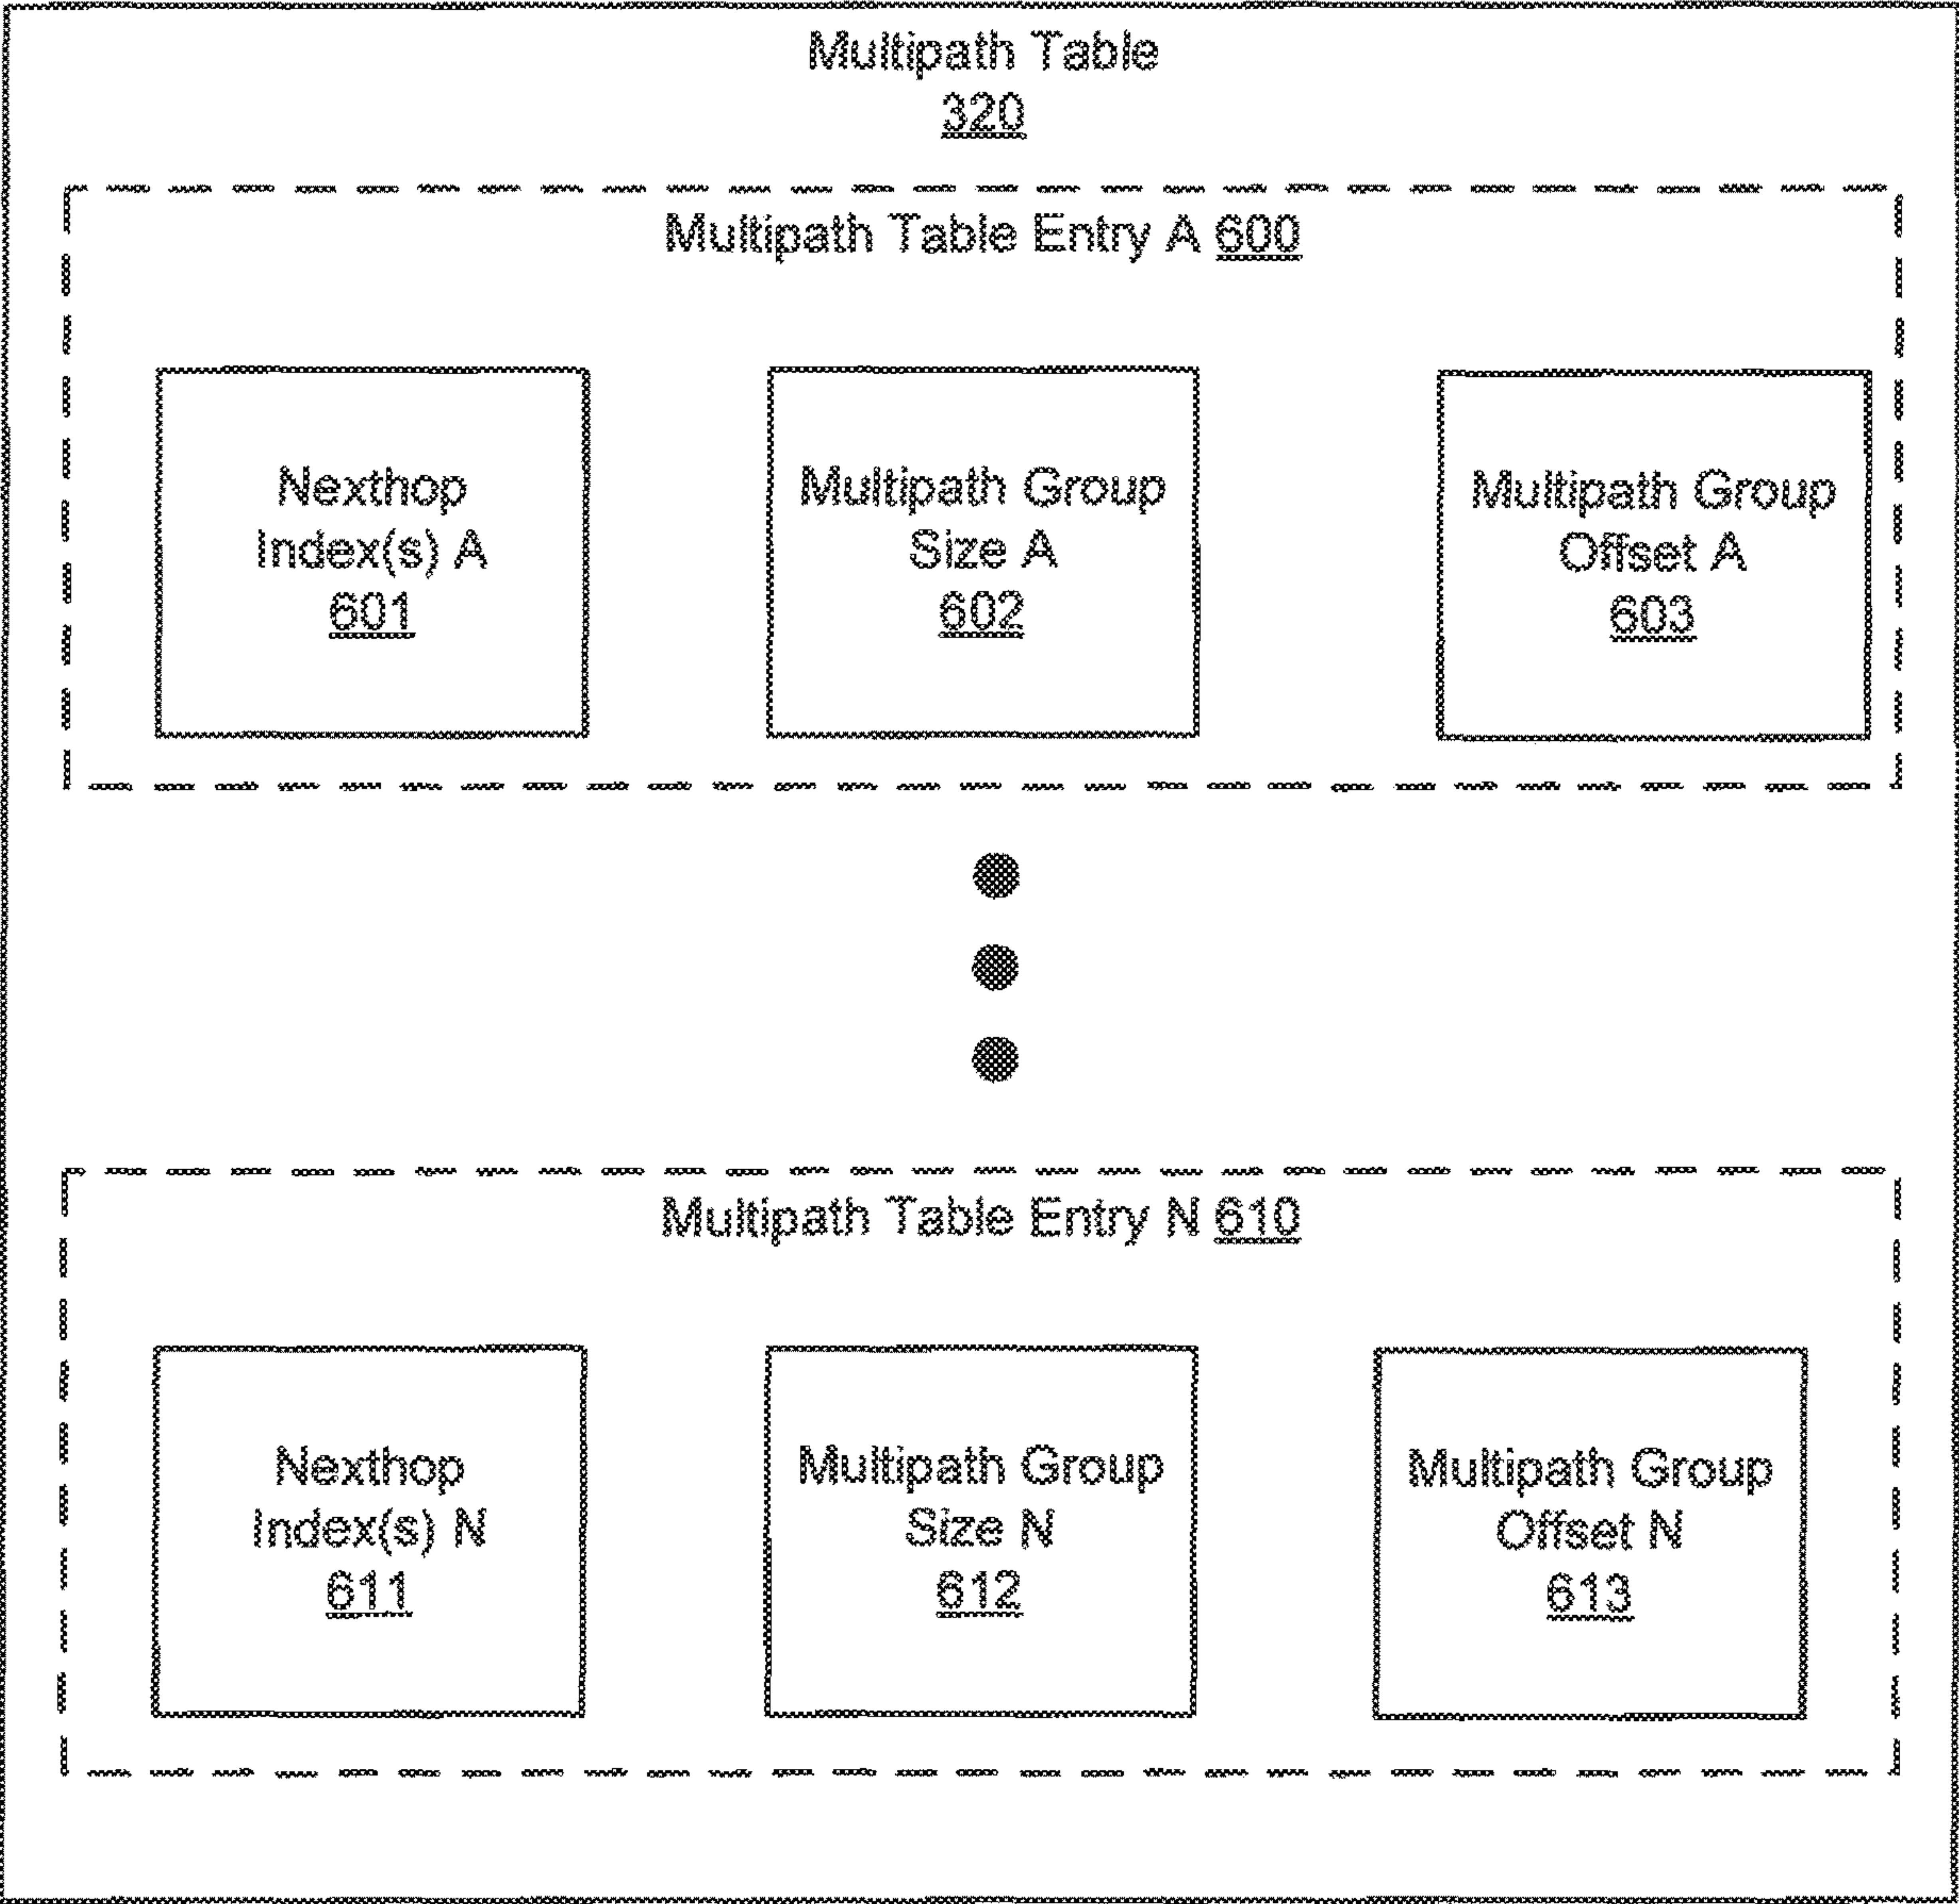 Multipath Table
320
Multipath Table Entry A 600
Nexthop
Index(s) A
601
Multipath Group
Size A
602
Multipath Group
Offset A
603
Multipath Table Entry N 610
Nexthop
Index(s) N
611
Multipath Group
Size N
612
Multipath Group
Offset N
613